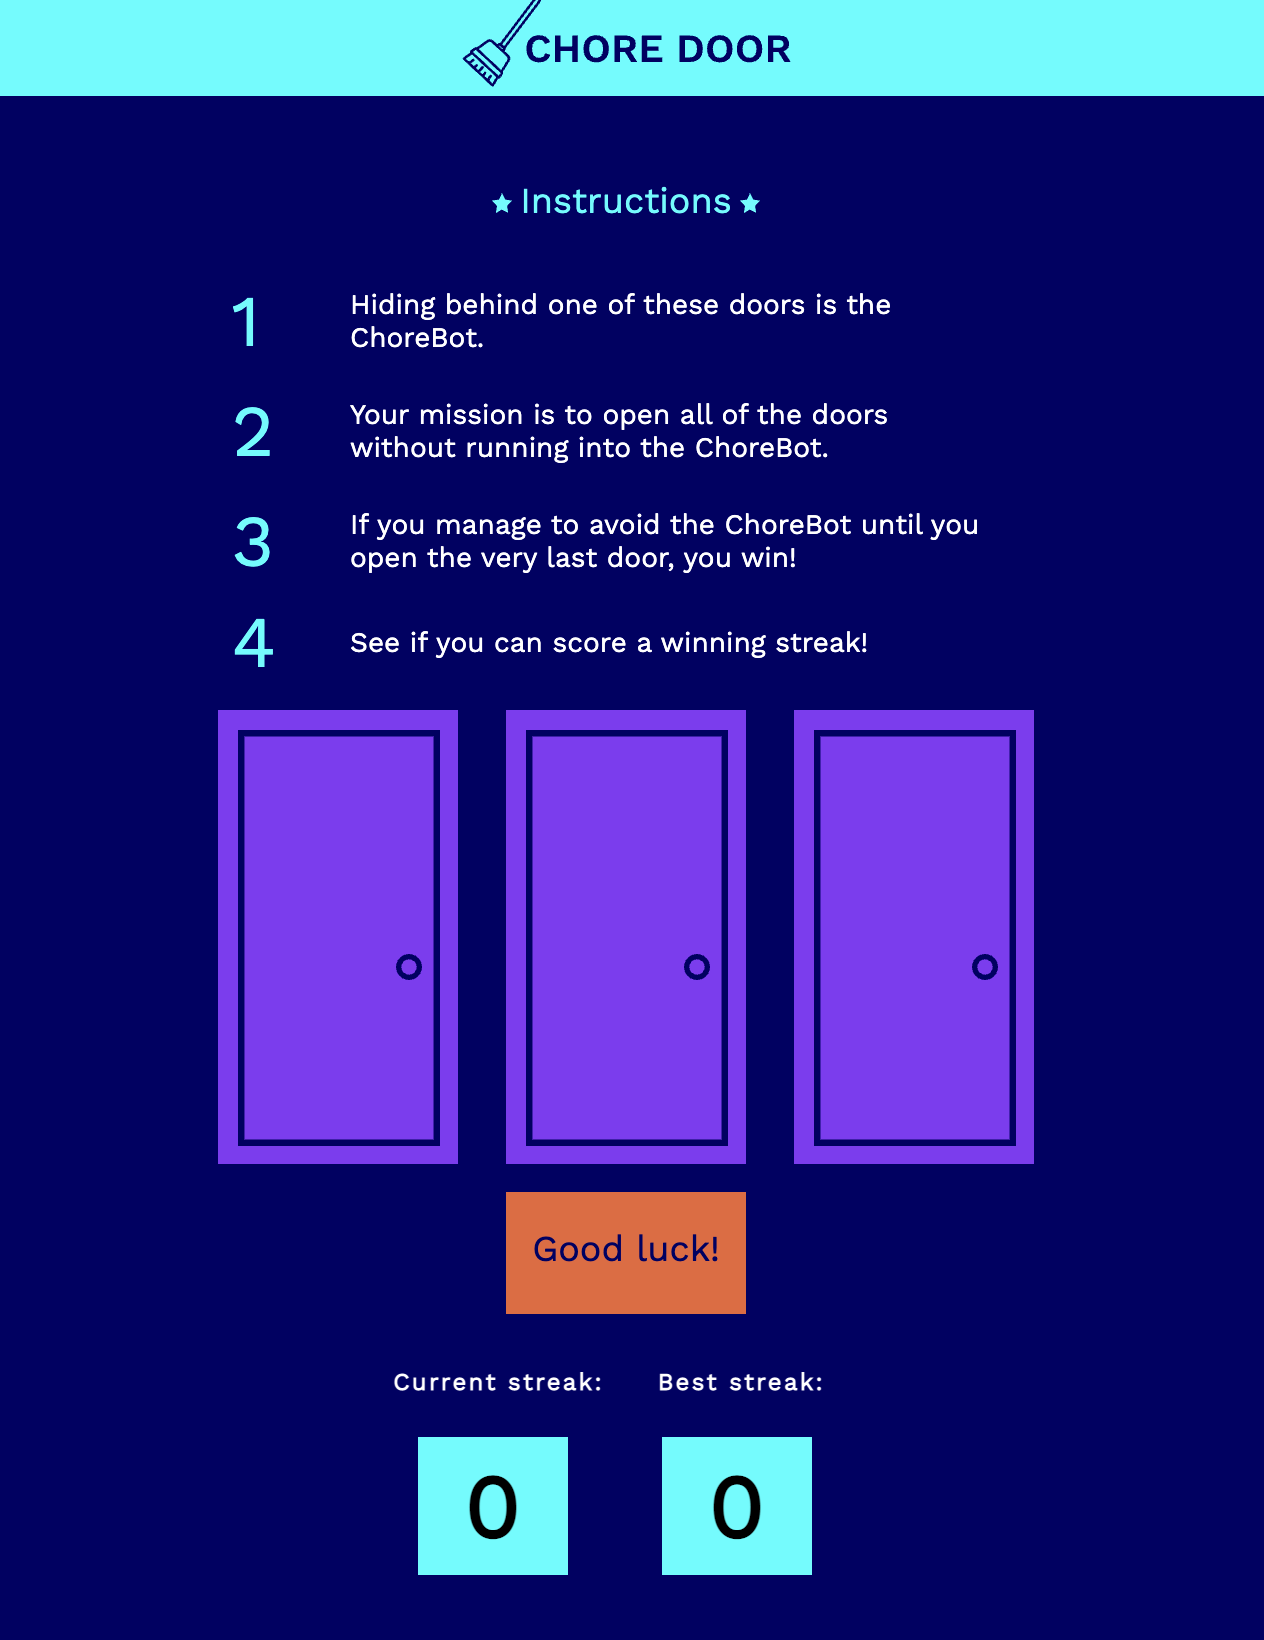 CHORE DOOR
Instructions
1
Hiding behind one of these doors is the
ChoreBot.
2
Your mission is to open all of the doors
without running into the ChoreBot.
3
If you manage to avoid the ChoreBot until you
open the very last door, you win!
4
See if you can score a winning streak!
Good luck!
Current streak: Best streak:
0 0